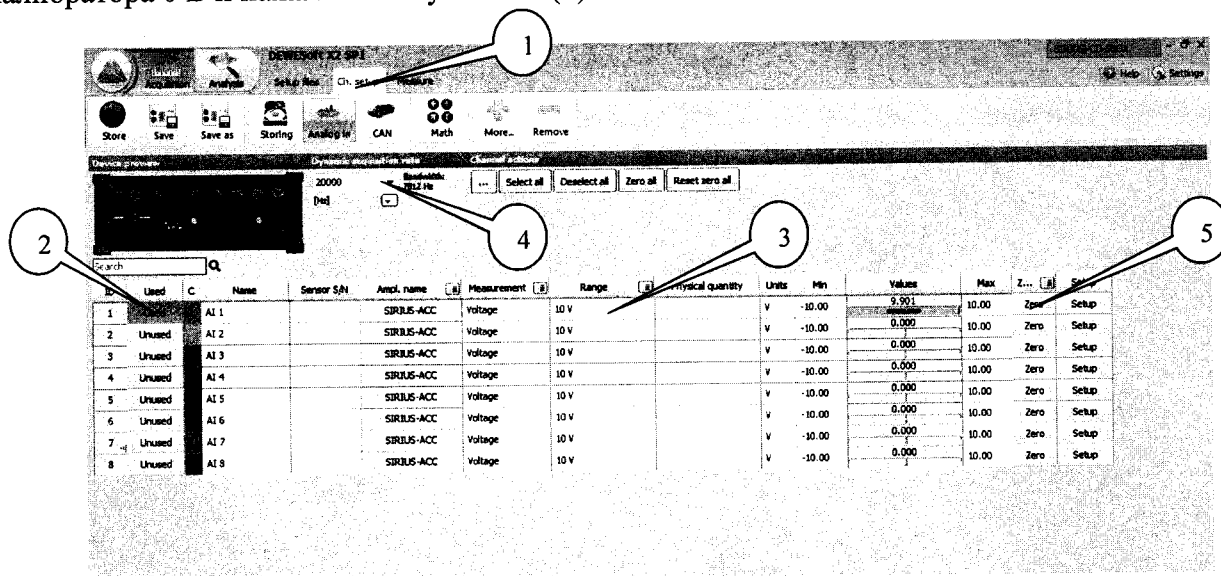 1
DEWESoft X2 SP1
Acquisition Analysis Setup files Ch. setup Measure
Help Settings
Store Save Save as Storing Analog in CAN Math More... Remove
Device preview Dynamic acquisition rate Channel actions
20000 Bandwidth: 7812 Hz ... Select all Deselect all Zero all Reset zero all
[Hz]
2 4 3 5
Search
ID Used C Name Sensor S/N Ampl. name Measurement Range Physical quantity Units Min Values Max Z... Setup
1 AI 1 SIRIUS-ACC Voltage 10 V V -10.00 9.901 10.00 Zero Setup
2 Unused AI 2 SIRIUS-ACC Voltage 10 V V -10.00 0.000 10.00 Zero Setup
3 Unused AI 3 SIRIUS-ACC Voltage 10 V V -10.00 0.000 10.00 Zero Setup
4 Unused AI 4 SIRIUS-ACC Voltage 10 V V -10.00 0.000 10.00 Zero Setup
5 Unused AI 5 SIRIUS-ACC Voltage 10 V V -10.00 0.000 10.00 Zero Setup
6 Unused AI 6 SIRIUS-ACC Voltage 10 V V -10.00 0.000 10.00 Zero Setup
7 Unused AI 7 SIRIUS-ACC Voltage 10 V V -10.00 0.000 10.00 Zero Setup
8 Unused AI 8 SIRIUS-ACC Voltage 10 V V -10.00 0.000 10.00 Zero Setup